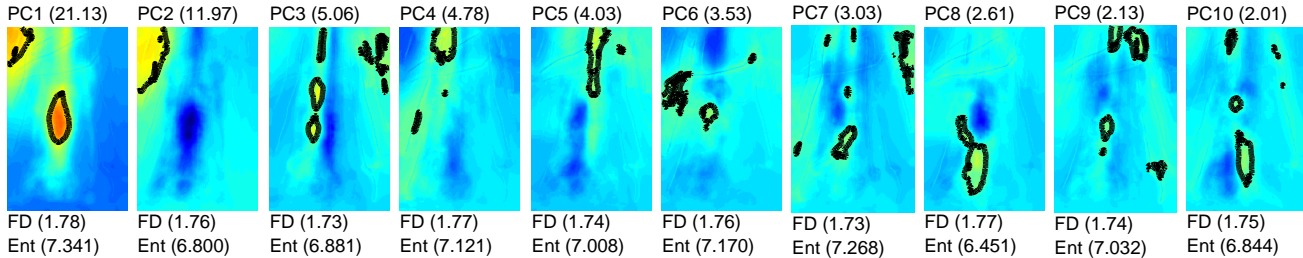 PC1 (21.13) PC2 (11.97) PC3 (5.06) PC4 (4.78) PC5 (4.03) PC6 (3.53) PC7 (3.03) PC8 (2.61) PC9 (2.13) PC10 (2.01)
FD (1.78) FD (1.76) FD (1.73) FD (1.77) FD (1.74) FD (1.76) FD (1.73) FD (1.77) FD (1.74) FD (1.75)
Ent (7.341) Ent (6.800) Ent (6.881) Ent (7.121) Ent (7.008) Ent (7.170) Ent (7.268) Ent (6.451) Ent (7.032) Ent (6.844)